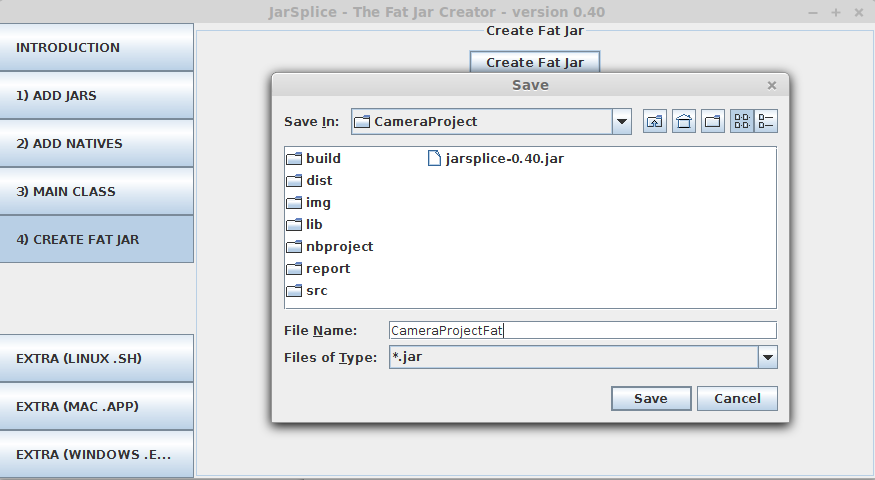 JarSplice - The Fat Jar Creator - version 0.40
INTRODUCTION
1) ADD JARS
2) ADD NATIVES
3) MAIN CLASS
4) CREATE FAT JAR
EXTRA (LINUX .SH)
EXTRA (MAC .APP)
EXTRA (WINDOWS .E...
Create Fat Jar
Create Fat Jar
Save
Save In: CameraProject
build
dist
img
lib
nbproject
report
src
jarsplice-0.40.jar
File Name: CameraProjectFat
Files of Type: *.jar
Save Cancel